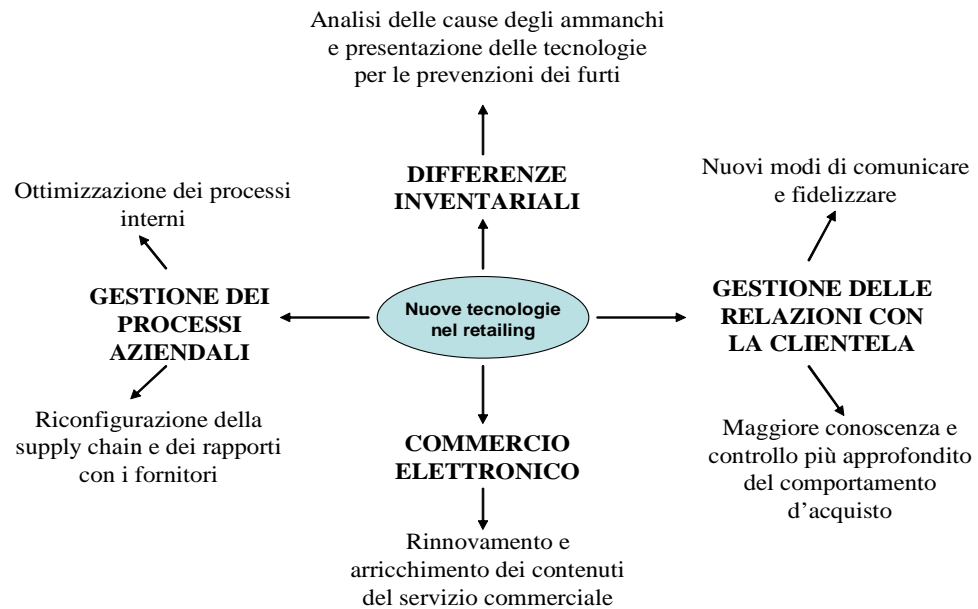 Analisi delle cause degli ammanchi
e presentazione delle tecnologie
per le prevenzioni dei furti
DIFFERENZE
INVENTARIALI
Nuovi modi di comunicare
e fidelizzare
Ottimizzazione dei processi
interni
GESTIONE DEI
PROCESSI
AZIENDALI
Nuove tecnologie
nel retailing
GESTIONE DELLE
RELAZIONI CON
LA CLIENTELA
Riconfigurazione della
supply chain e dei rapporti
con i fornitori
COMMERCIO
ELETTRONICO
Maggiore conoscenza e
controllo più approfondito
del comportamento
d’acquisto
Rinnovamento e
arricchimento dei contenuti
del servizio commerciale